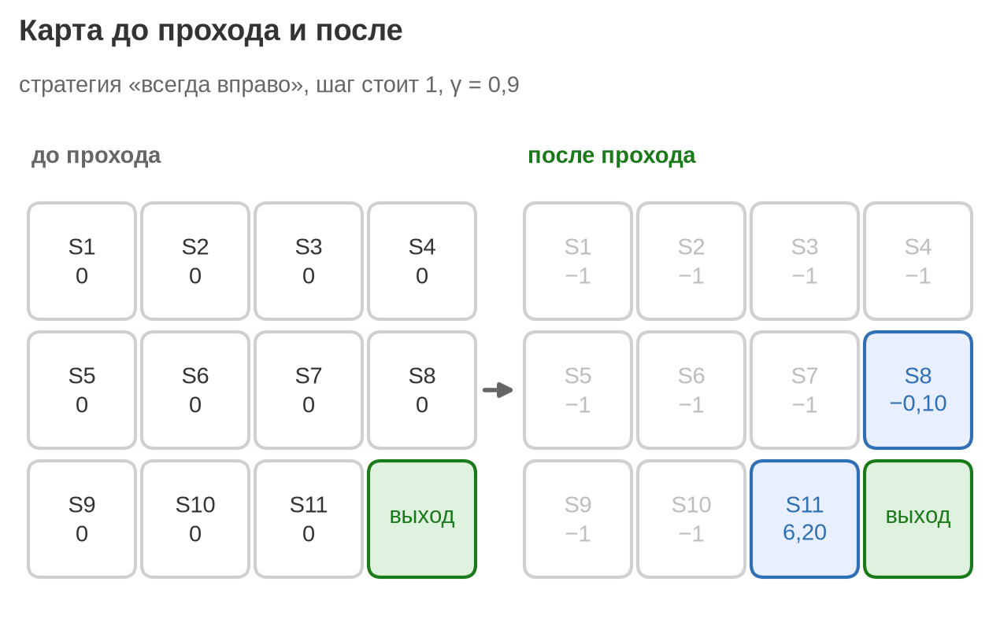 Карта до прохода и после
стратегия «всегда вправо», шаг стоит 1, γ = 0,9
до прохода
после прохода
S1 S2 S3 S4
0 0 0 0
S5 S6 S7 S8
0 0 0 0
S9 S10 S11 выход
0 0 0
S1 S2 S3 S4
−1 −1 −1 −1
S5 S6 S7 S8
−1 −1 −1 −0,10
S9 S10 S11 выход
−1 −1 6,20